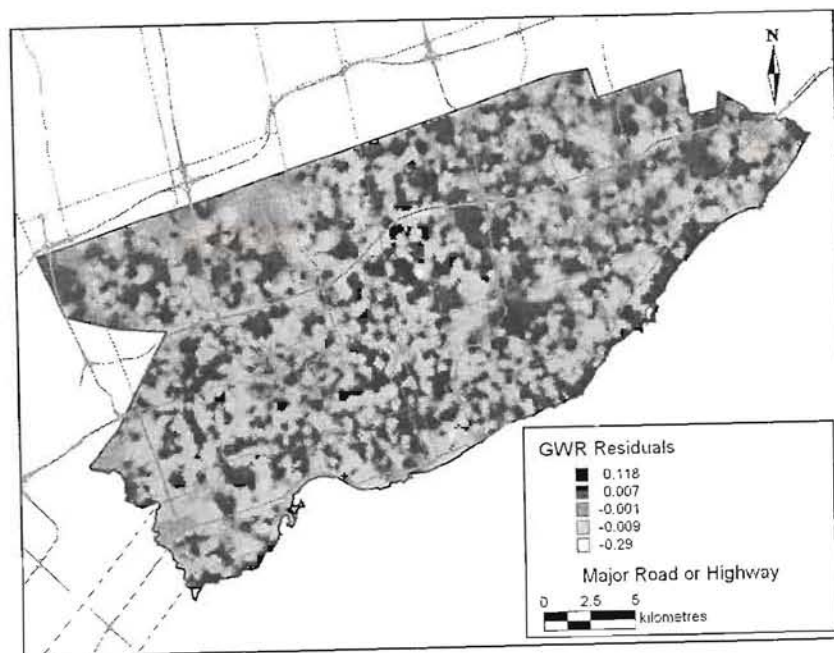 N
GWR Residuals
0.118
0.007
-0.001
-0.009
-0.29
Major Road or Highway
0 2.5 5
kilometres